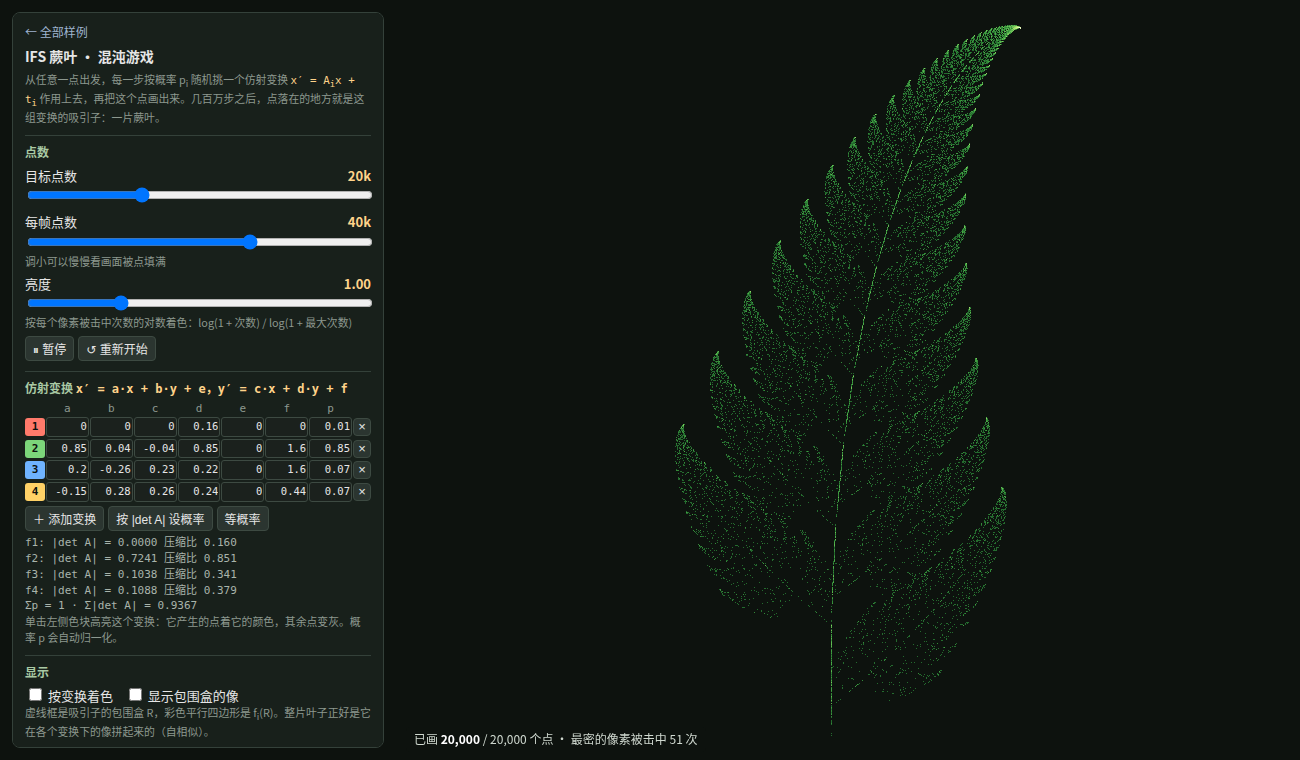 ← 全部样例
IFS 蕨叶 · 混沌游戏
从任意一点出发，每一步按概率 pi 随机挑一个仿射变换 x′ = Aix +
ti 作用上去，再把这个点画出来。几百万步之后，点落在的地方就是这
组变换的吸引子：一片蕨叶。
点数
目标点数 20k
每帧点数 40k
调小可以慢慢看画面被点填满
亮度 1.00
按每个像素被击中次数的对数着色：log(1 + 次数) / log(1 + 最大次数)
⏸ 暂停 ↺ 重新开始
仿射变换 x′ = a·x + b·y + e, y′ = c·x + d·y + f
a b c d e f p
1 0 0 0 0.16 0 0 0.01 ×
2 0.85 0.04 -0.04 0.85 0 1.6 0.85 ×
3 0.2 -0.26 0.23 0.22 0 1.6 0.07 ×
4 -0.15 0.28 0.26 0.24 0 0.44 0.07 ×
＋ 添加变换 按 |det A| 设概率 等概率
f1: |det A| = 0.0000 压缩比 0.160
f2: |det A| = 0.7241 压缩比 0.851
f3: |det A| = 0.1038 压缩比 0.341
f4: |det A| = 0.1088 压缩比 0.379
Σp = 1 · Σ|det A| = 0.9367
单击左侧色块高亮这个变换：它产生的点着它的颜色，其余点变灰。概
率 p 会自动归一化。
显示
按变换着色 显示包围盒的像
虚线框是吸引子的包围盒 R，彩色平行四边形是 fi(R)。整片叶子正好是它
在各个变换下的像拼起来的（自相似）。
已画 20,000 / 20,000 个点 · 最密的像素被击中 51 次